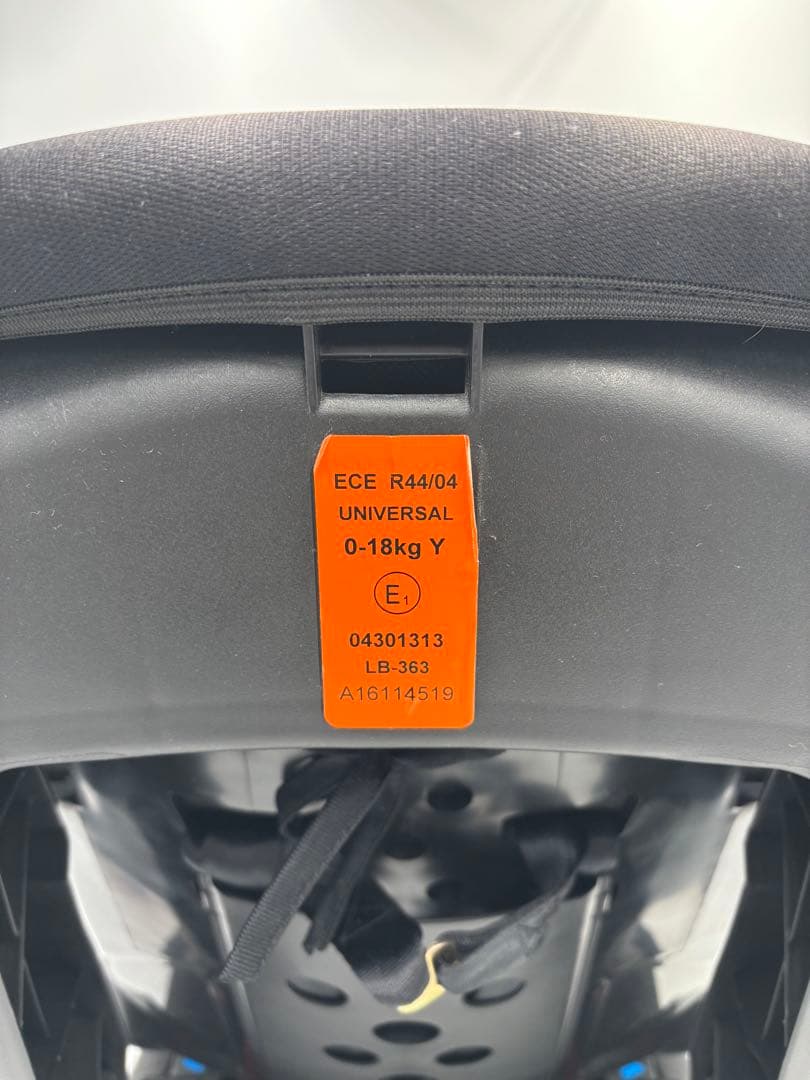 ECE R44/04
UNIVERSAL
0-18kg Y
E1
04301313
LB-363
A16114519